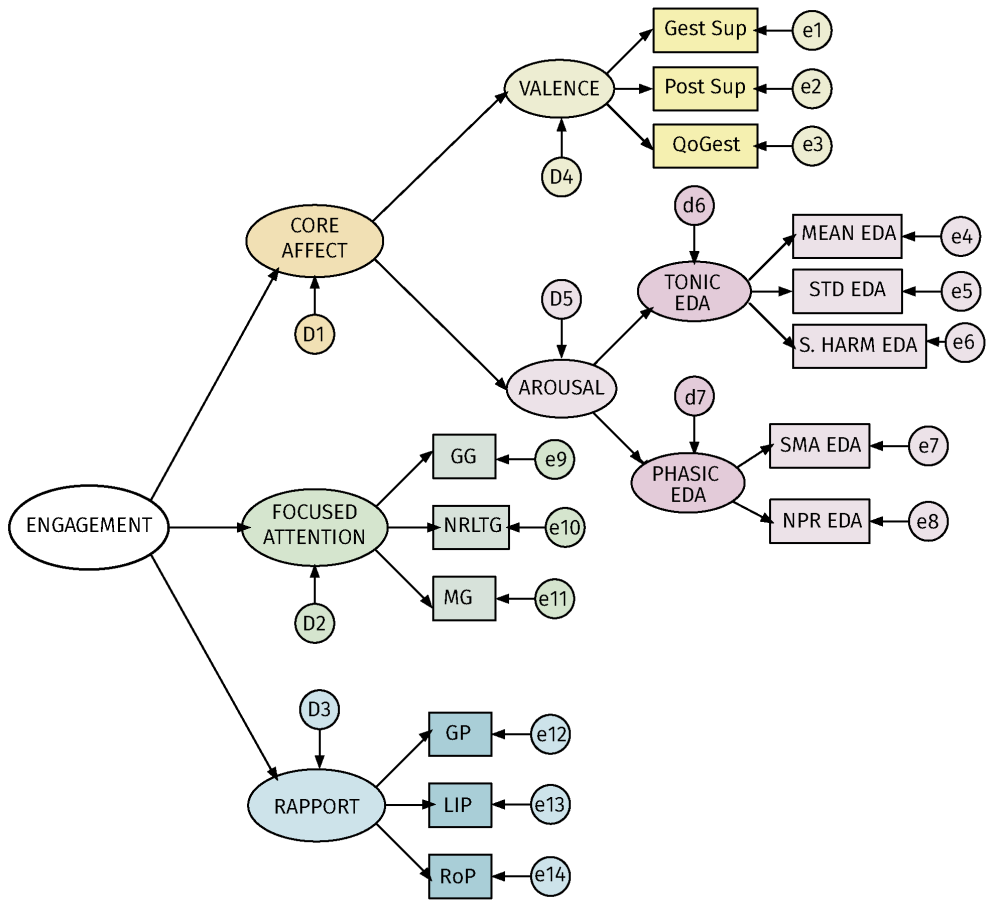 Gest Sup
e1
VALENCE
Post Sup
e2
QoGest
e3
D4
d6
CORE
AFFECT
MEAN EDA
e4
TONIC
EDA
STD EDA
e5
D5
D1
S. HARM EDA
e6
AROUSAL
d7
SMA EDA
e7
GG
e9
PHASIC
EDA
ENGAGEMENT
FOCUSED
ATTENTION
NRLTG
e10
NPR EDA
e8
MG
e11
D2
D3
GP
e12
RAPPORT
LIP
e13
RoP
e14